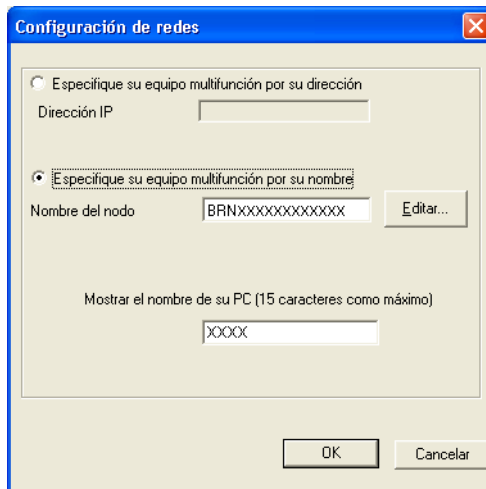 Configuración de redes
Especifique su equipo multifunción por su dirección
Dirección IP
Especifique su equipo multifunción por su nombre
Nombre del nodo BRNXXXXXXXXXXXX Editar...
Mostrar el nombre de su PC (15 caracteres como máximo)
XXXX
OK Cancelar